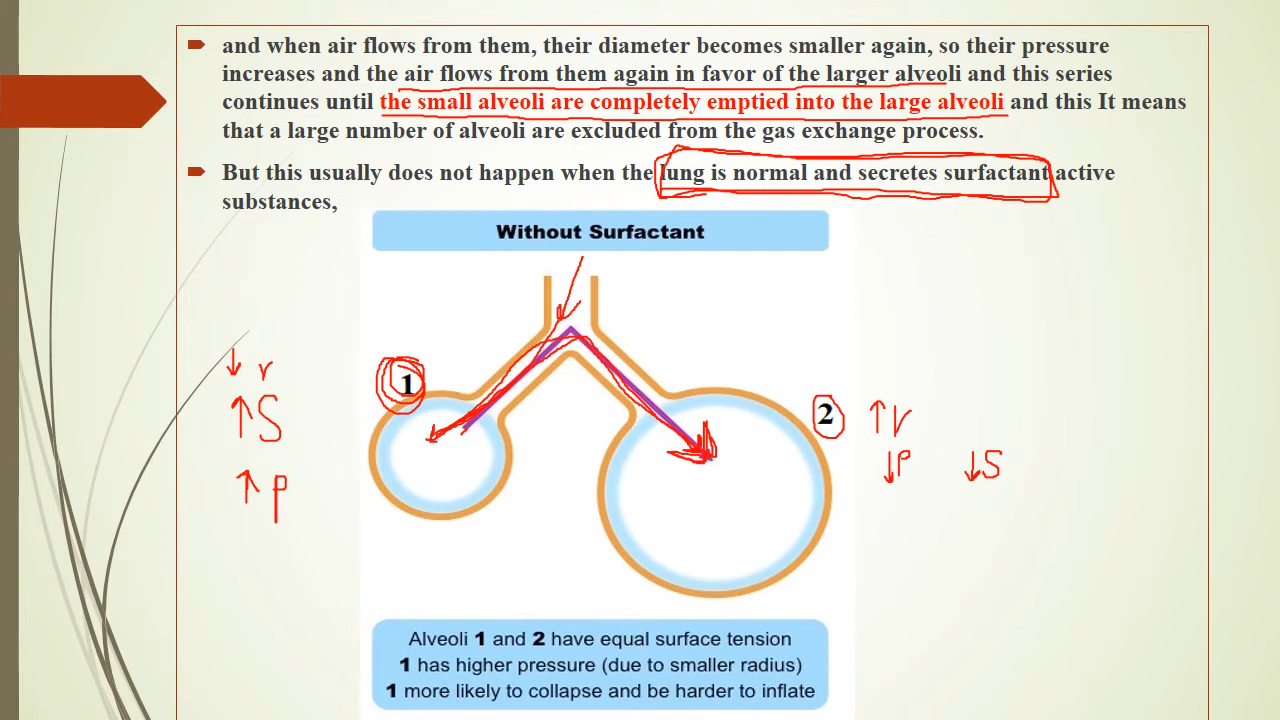 and when air flows from them, their diameter becomes smaller again, so their pressure
increases and the air flows from them again in favor of the larger alveoli and this series
continues until the small alveoli are completely emptied into the large alveoli and this It means
that a large number of alveoli are excluded from the gas exchange process.
But this usually does not happen when the lung is normal and secretes surfactant active
substances,
Without Surfactant
1
2
↓ r
↑ S
↑ P
↑ r
↓ P ↓ S
Alveoli 1 and 2 have equal surface tension
1 has higher pressure (due to smaller radius)
1 more likely to collapse and be harder to inflate